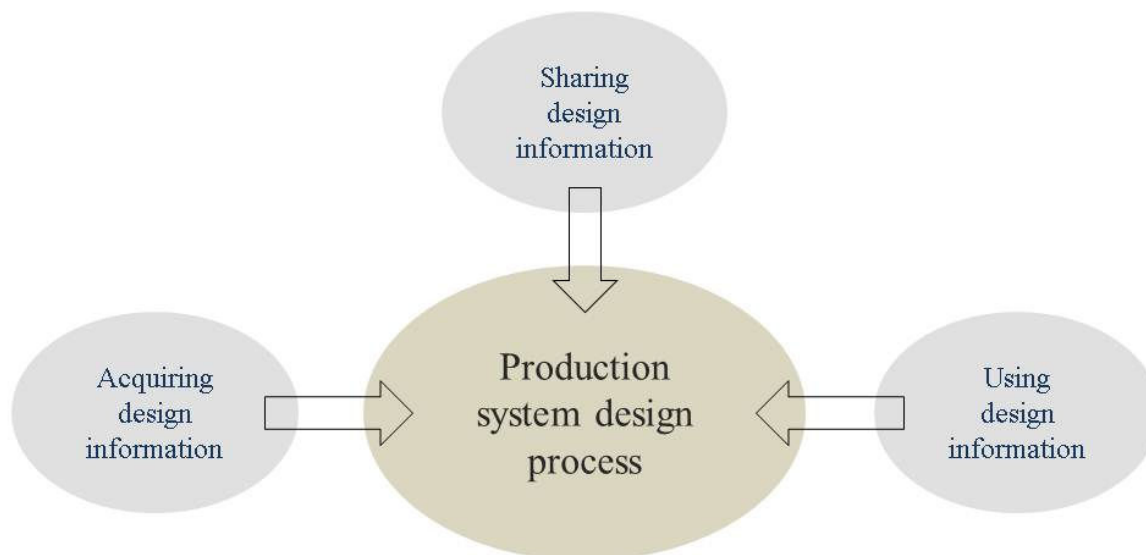 Sharing
design
information
Acquiring
design
information
Production
system design
process
Using
design
information